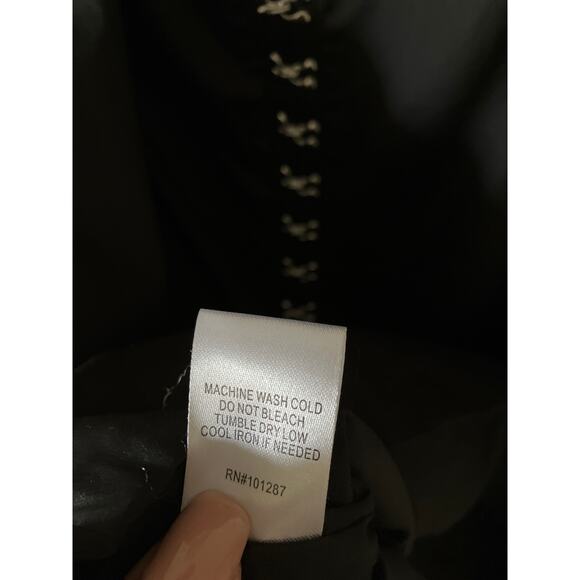 MACHINE WASH COLD
DO NOT BLEACH
TUMBLE DRY LOW
COOL IRON IF NEEDED
RN#101287